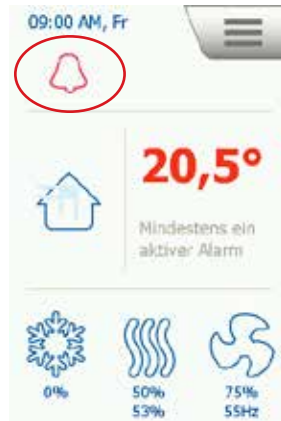 09:00 AM, Fr
20,5°
Mindestens ein
aktiver Alarm
0%
50%
75%
53%
55Hz